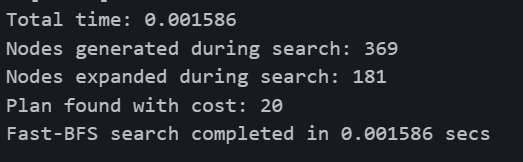 Total time: 0.001586
Nodes generated during search: 369
Nodes expanded during search: 181
Plan found with cost: 20
Fast-BFS search completed in 0.001586 secs